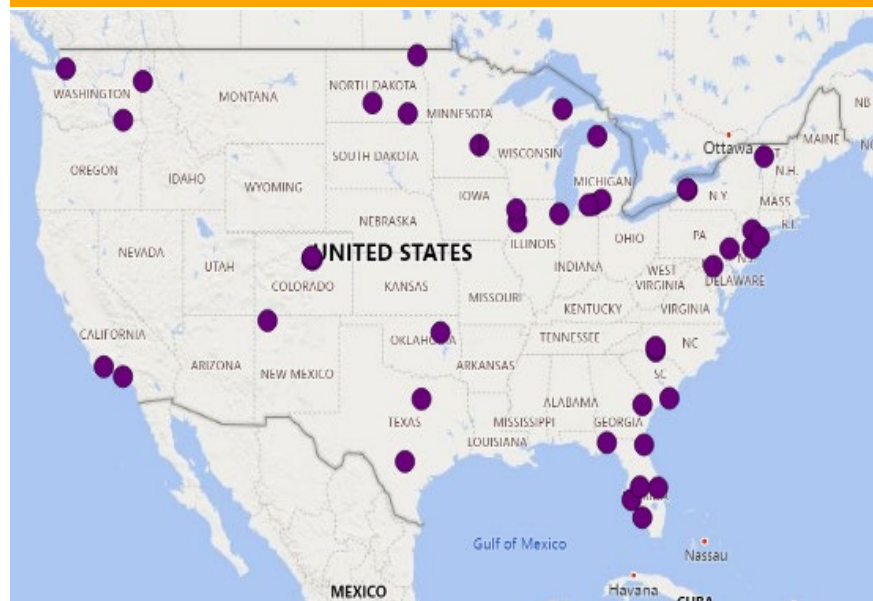 WASHINGTON
MONTANA
NORTH DAKOTA
MINNESOTA
Ottawa
MAINE
NB
OREGON
IDAHO
WYOMING
SOUTH DAKOTA
WISCONSIN
MICHIGAN
N.H.
NY
MASS
R.I.
IOWA
NEBRASKA
ILLINOIS
OHIO
PA
NEVADA
UTAH
UNITED STATES
COLORADO
KANSAS
INDIANA
WEST
VIRGINIA
DELAWARE
MISSOURI
KENTUCKY
VIRGINIA
CALIFORNIA
TENNESSEE
NC
ARIZONA
NEW MEXICO
ARKANSAS
SC
ALABAMA
TEXAS
MISSISSIPPI
GEORGIA
LOUISIANA
Gulf of Mexico
Nassau
MEXICO
Havana